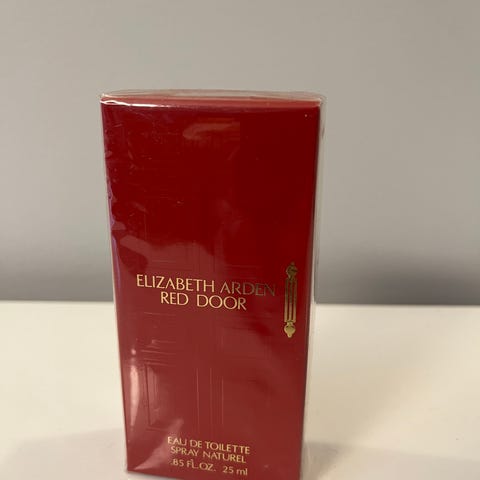 ELIZABETH ARDEN
RED DOOR
EAU DE TOILETTE
SPRAY NATUREL
.85 FL.OZ. 25 ml